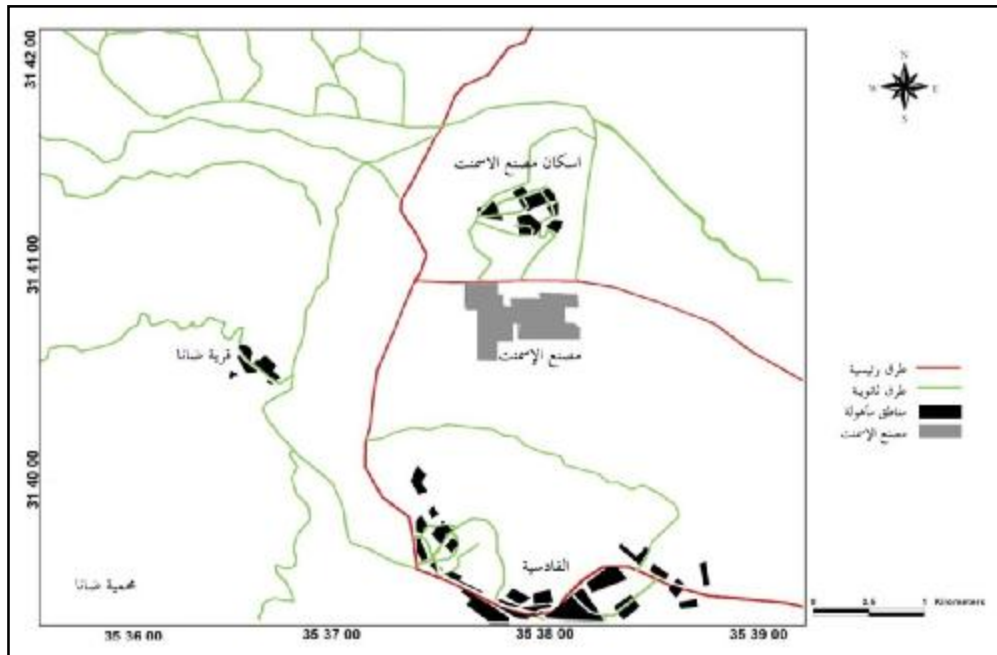 31 42 00
N
W E
S
اسكان مصنع الاسمنت
31 41 00
قرية ضانا
مصنع الإسمنت
طرق رئيسية
طرق ثانوية
مناطق مأهولة
مصنع الإسمنت
31 40 00
القادسية
محمية ضانا
0 0.5 1 Kilometers
35 36 00 35 37 00 35 38 00 35 39 00